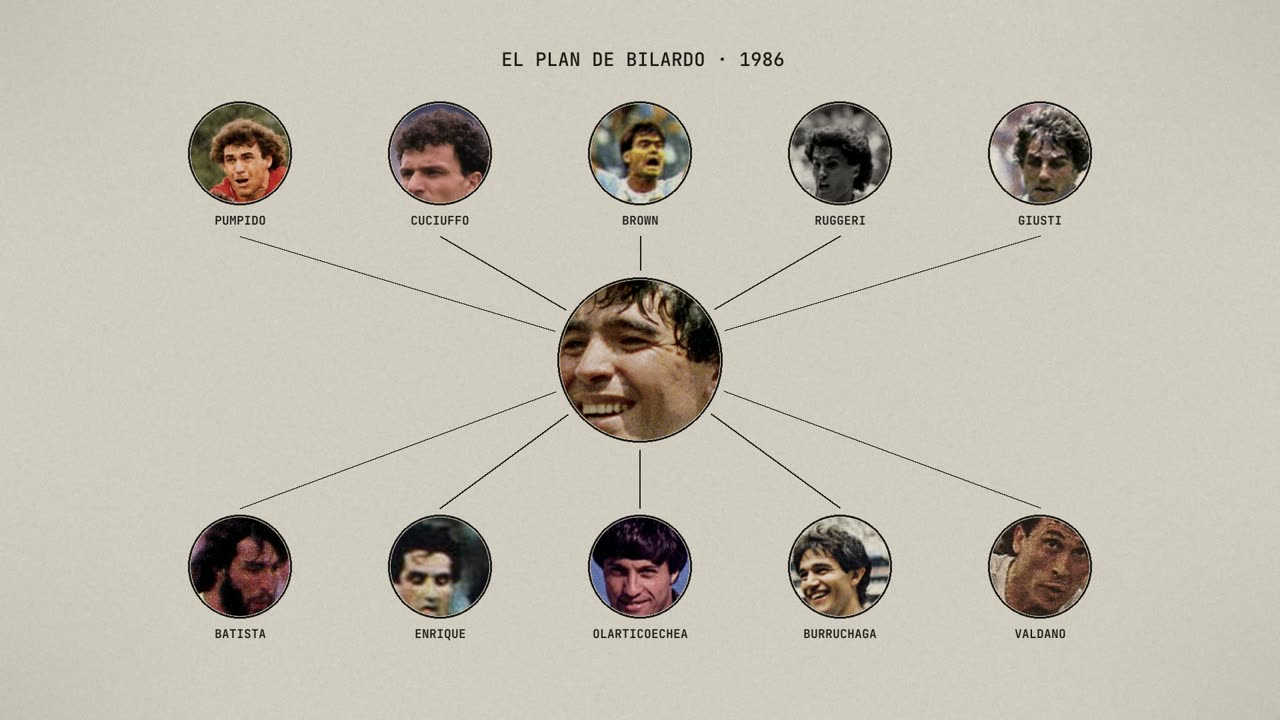 EL PLAN DE BILARDO · 1986
PUMPIDO
CUCIUFFO
BROWN
RUGGERI
GIUSTI
BATISTA
ENRIQUE
OLARTICOECHEA
BURRUCHAGA
VALDANO